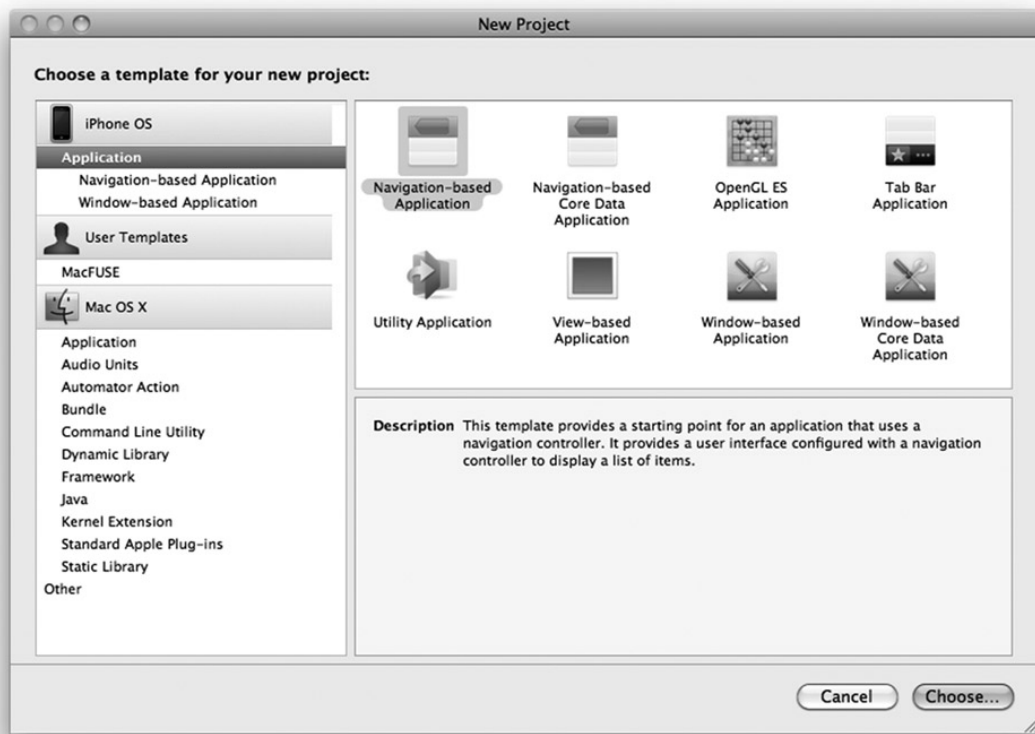 New Project
Choose a template for your new project:
iPhone OS
Application
Navigation-based Application
Window-based Application
User Templates
MacFUSE
Mac OS X
Application
Audio Units
Automator Action
Bundle
Command Line Utility
Dynamic Library
Framework
Java
Kernel Extension
Standard Apple Plug-ins
Static Library
Other
Navigation-based
Application
Navigation-based
Core Data
Application
OpenGL ES
Application
Tab Bar
Application
Utility Application
View-based
Application
Window-based
Application
Window-based
Core Data
Application
Description This template provides a starting point for an application that uses a
navigation controller. It provides a user interface configured with a navigation
controller to display a list of items.
Cancel
Choose...